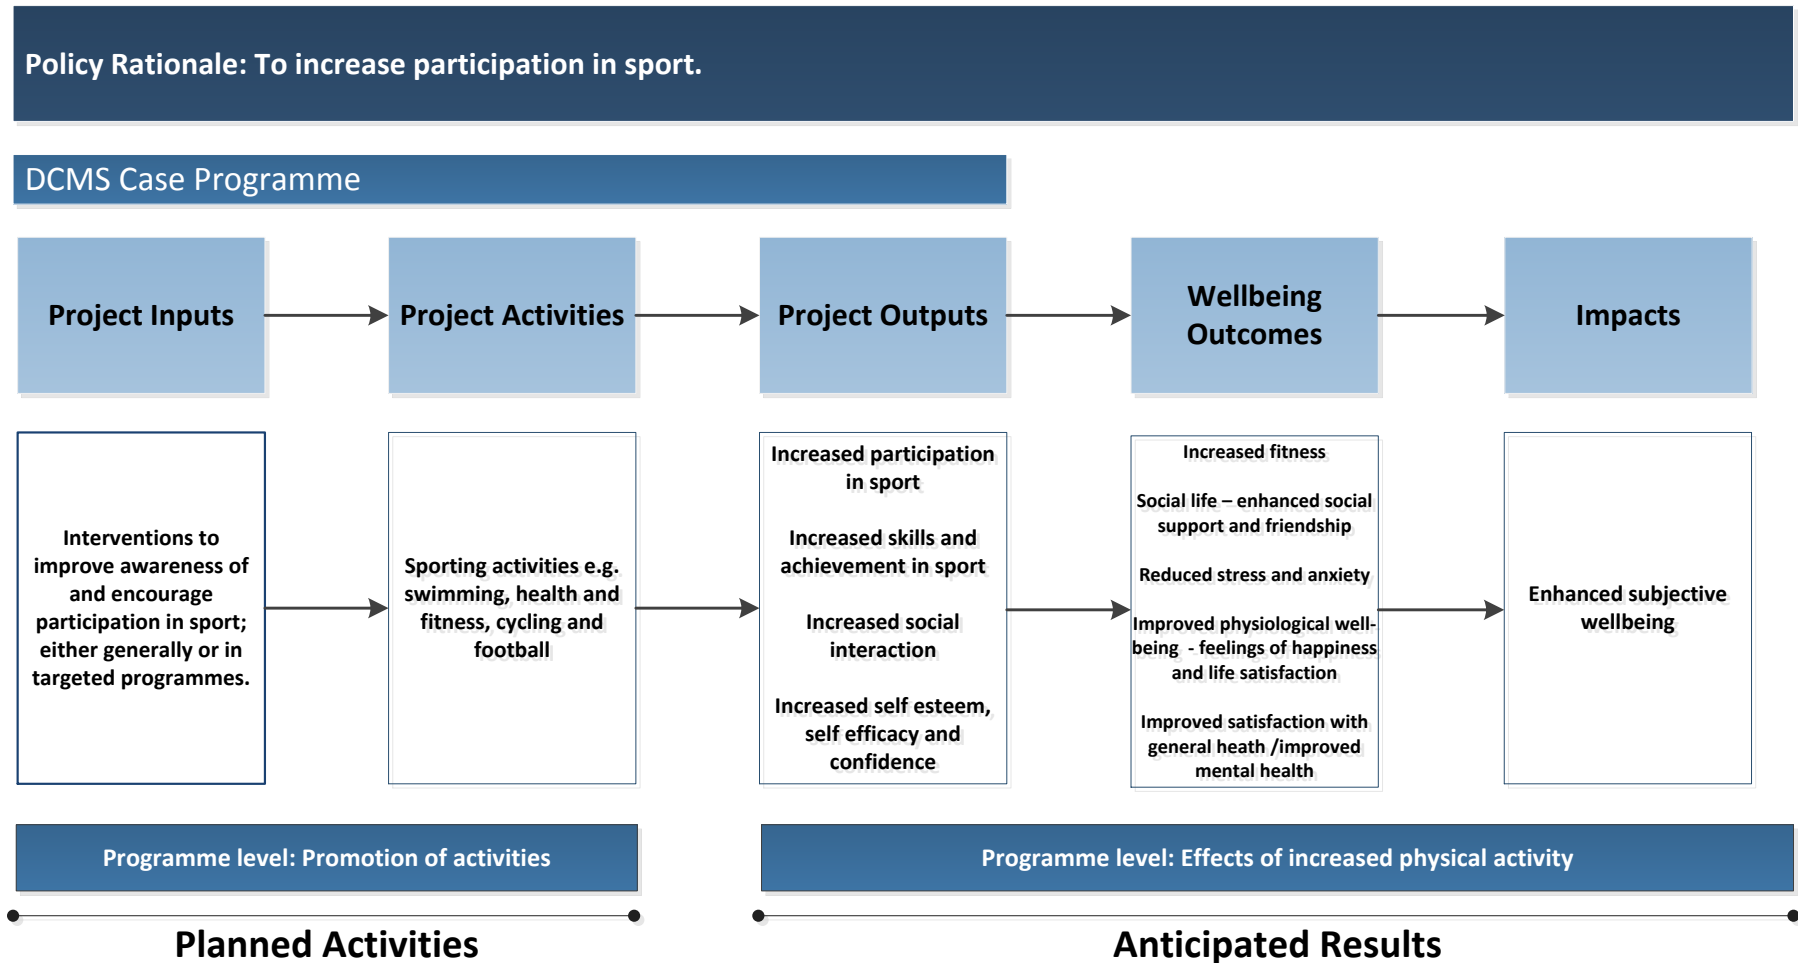 Policy Rationale: To increase participation in sport.
DCMS Case Programme
Project Inputs
Project Activities
Project Outputs
Wellbeing
Outcomes
Impacts
Interventions to
improve awareness of
and encourage
participation in sport;
either generally or in
targeted programmes.
Sporting activities e.g.
swimming, health and
fitness, cycling and
football
Increased participation
in sport
Increased skills and
achievement in sport
Increased social
interaction
Increased self esteem,
self efficacy and
confidence
Increased fitness
Social life – enhanced social
support and friendship
Reduced stress and anxiety
Improved physiological well-
being - feelings of happiness
and life satisfaction
Improved satisfaction with
general heath /improved
mental health
Enhanced subjective
wellbeing
Programme level: Promotion of activities
Programme level: Effects of increased physical activity
Planned Activities
Anticipated Results